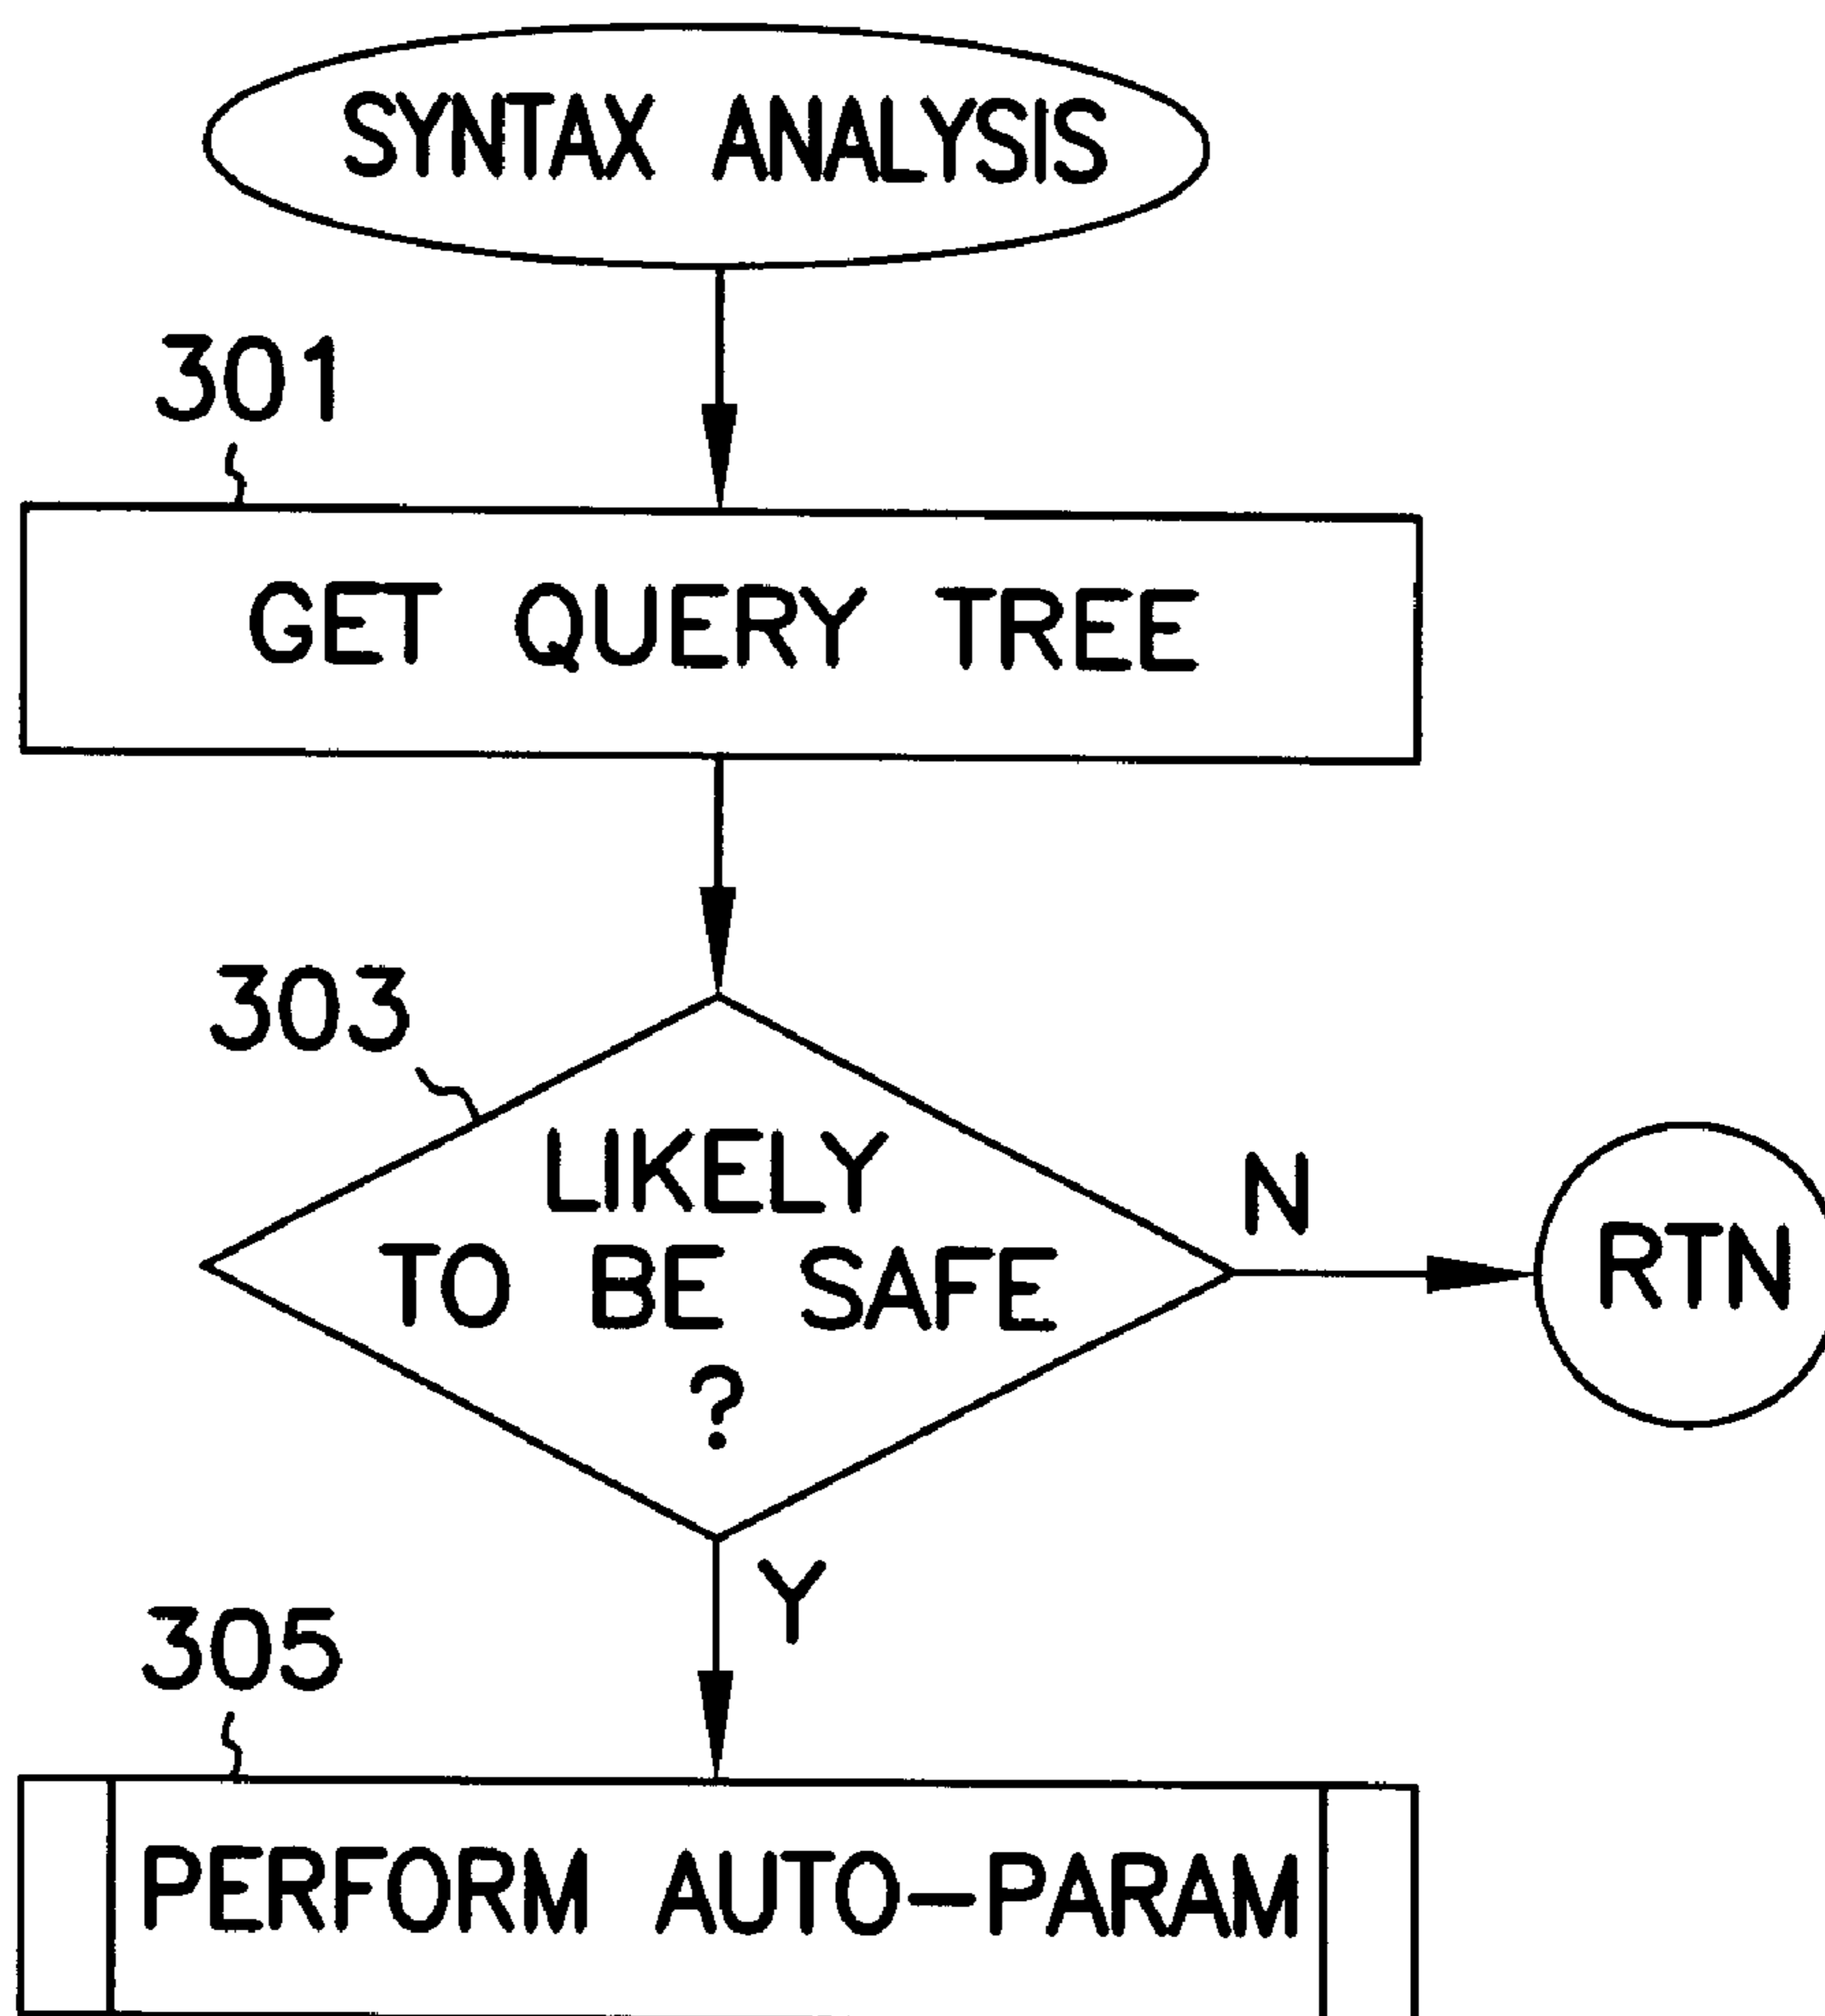 SYNTAX ANALYSIS
301
GET QUERY TREE
303
LIKELY
TO BE SAFE
?
N
RTN
Y
305
PERFORM AUTO-PARAM